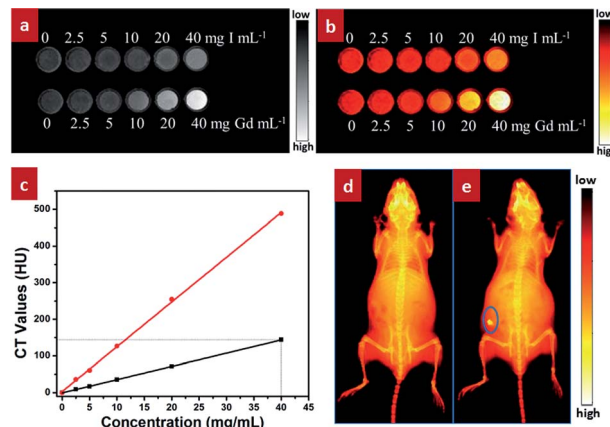 a
low
0 2.5 5 10 20 40 mg I mL⁻¹
0 2.5 5 10 20 40 mg Gd mL⁻¹
high
b
low
0 2.5 5 10 20 40 mg I mL⁻¹
0 2.5 5 10 20 40 mg Gd mL⁻¹
high
c
CT Values (HU)
500
400
300
200
100
0
0 5 10 15 20 25 30 35 40 45
Concentration (mg/mL)
d
e
low
high